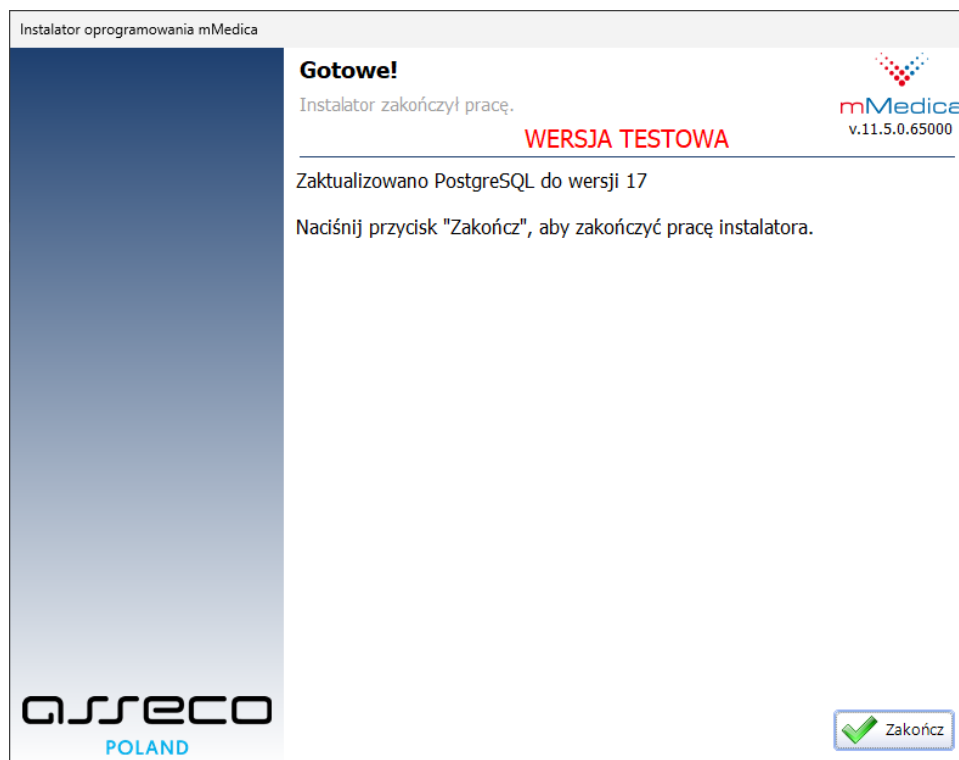 Instalator oprogramowania mMedica
Gotowe!
Instalator zakończył pracę.
mMedica
v.11.5.0.65000
WERSJA TESTOWA
Zaktualizowano PostgreSQL do wersji 17
Naciśnij przycisk "Zakończ", aby zakończyć pracę instalatora.
asseco
POLAND
Zakończ